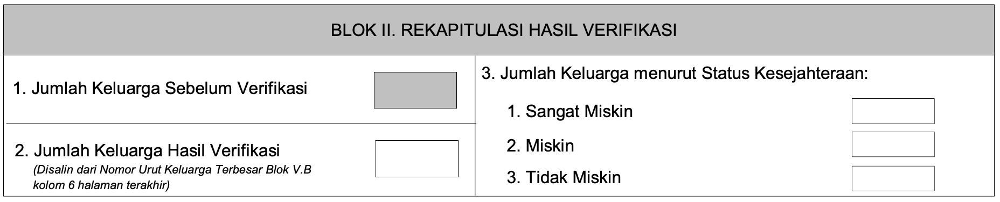 BLOK II. REKAPITULASI HASIL VERIFIKASI
1. Jumlah Keluarga Sebelum Verifikasi
2. Jumlah Keluarga Hasil Verifikasi
(Disalin dari Nomor Urut Keluarga Terbesar Blok V.B
kolom 6 halaman terakhir)
3. Jumlah Keluarga menurut Status Kesejahteraan:
1. Sangat Miskin
2. Miskin
3. Tidak Miskin